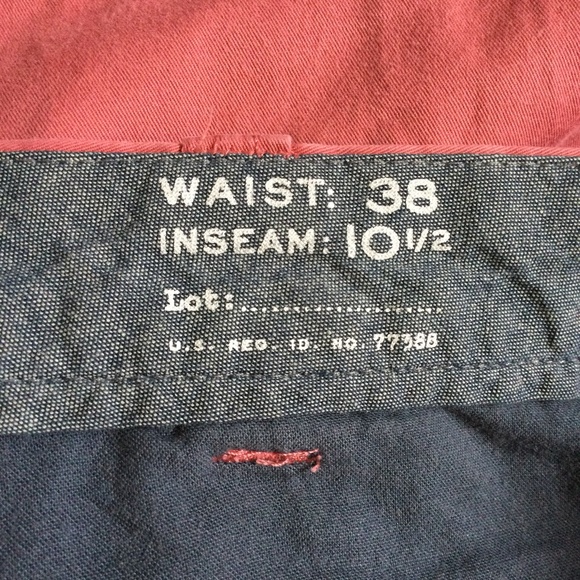 WAIST: 38
INSEAM: 10 1/2
Lot:......................
U.S. REG. ID. NO 77388